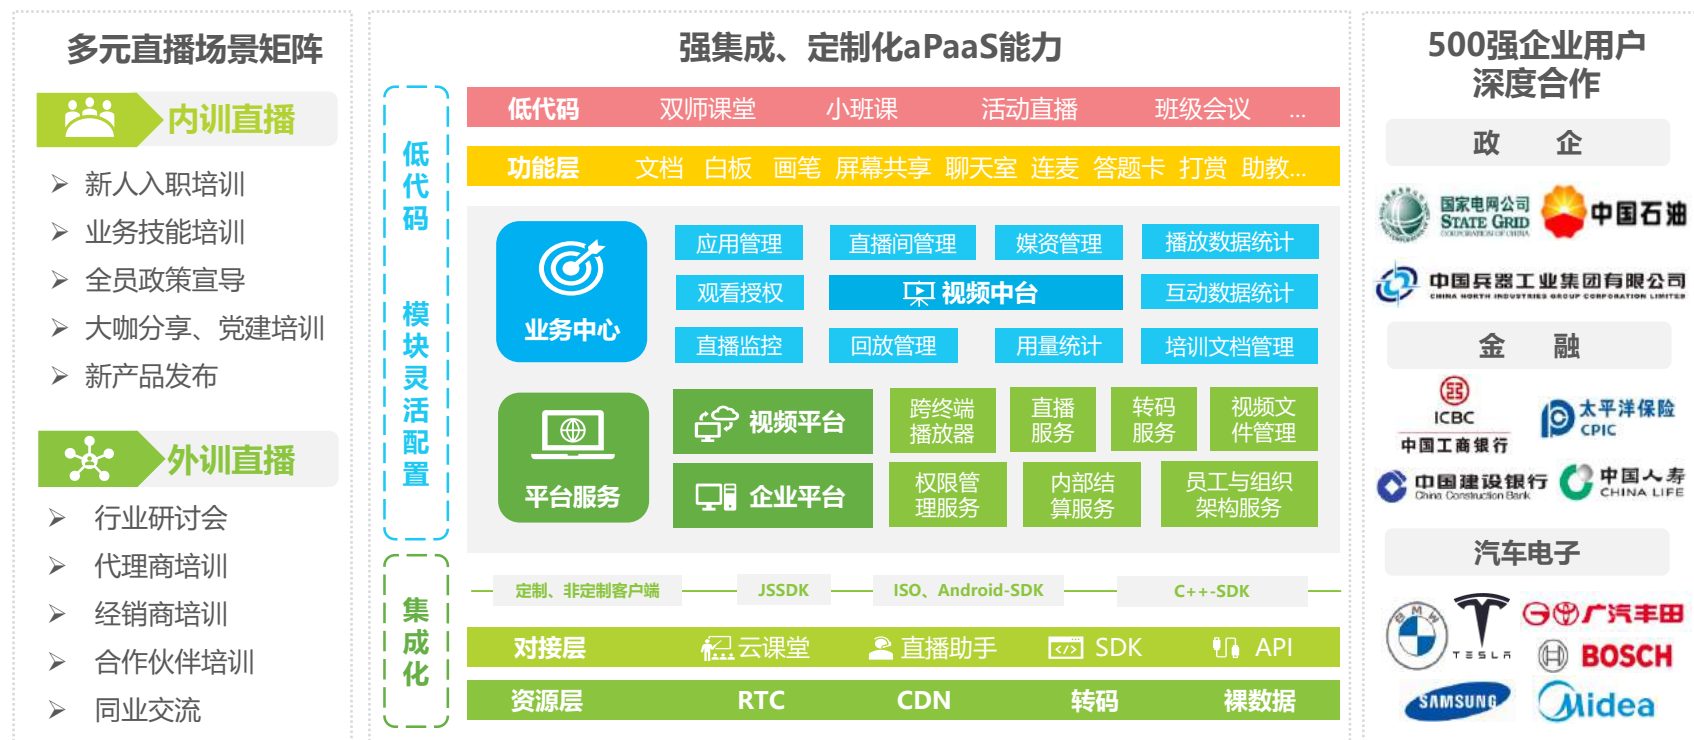 多元直播场景矩阵
内训直播
新人入职培训
业务技能培训
全员政策宣导
大咖分享、党建培训
新产品发布
外训直播
行业研讨会
代理商培训
经销商培训
合作伙伴培训
同业交流
强集成、定制化aPaaS能力
低代码 模块灵活配置
低代码 双师课堂 小班课 活动直播 班级会议 ...
功能层 文档 白板 画笔 屏幕共享 聊天室 连麦 答题卡 打赏 助教...
业务中心
应用管理 直播间管理 媒资管理 播放数据统计
观看授权 视频中台 互动数据统计
直播监控 回放管理 用量统计 培训文档管理
平台服务
视频平台
跨终端
播放器
直播
服务
转码
服务
视频文
件管理
企业平台
权限管
理服务
内部结
算服务
员工与组织
架构服务
集成化
定制、非定制客户端 JSSDK ISO、Android-SDK C++-SDK
对接层 云课堂 直播助手 SDK API
资源层 RTC CDN 转码 裸数据
500强企业用户
深度合作
政 企
国家电网公司
STATE GRID
CORPORATION OF CHINA
中国石油
中国兵器工业集团有限公司
CHINA NORTH INDUSTRIES GROUP CORPORATION LIMITED
金 融
ICBC
中国工商银行
太平洋保险
CPIC
中国建设银行
China Construction Bank
中国人寿
CHINA LIFE
汽车电子
BMW
TESLA
广汽丰田
BOSCH
SAMSUNG
Midea